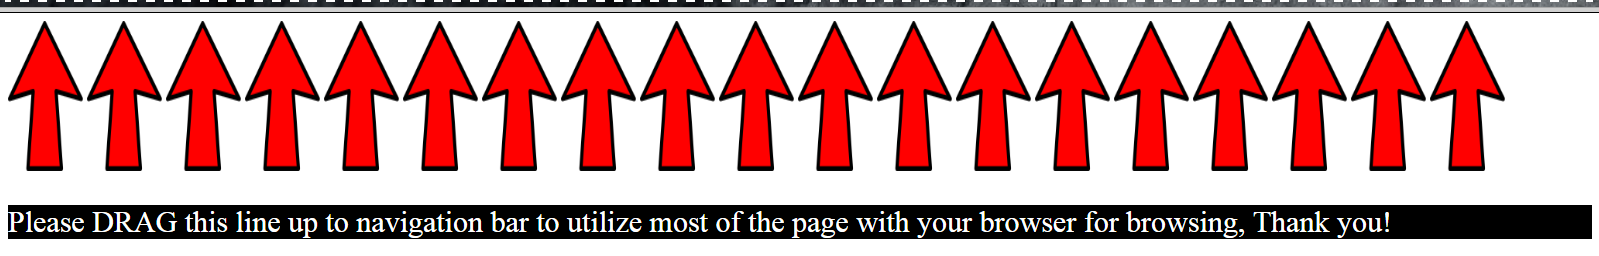 Please DRAG this line up to navigation bar to utilize most of the page with your browser for browsing, Thank you!